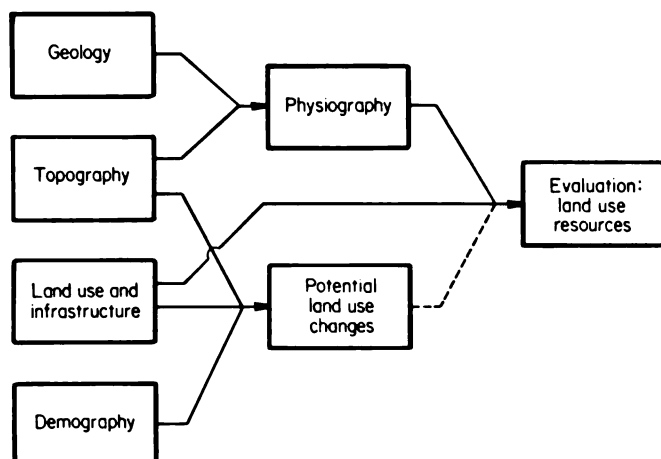 Geology
Physiography
Topography
Evaluation:
land use
resources
Land use and
infrastructure
Potential
land use
changes
Demography